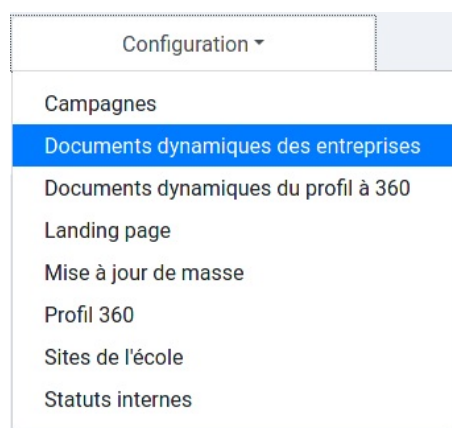 Configuration
Campagnes
Documents dynamiques des entreprises
Documents dynamiques du profil à 360
Landing page
Mise à jour de masse
Profil 360
Sites de l'école
Statuts internes